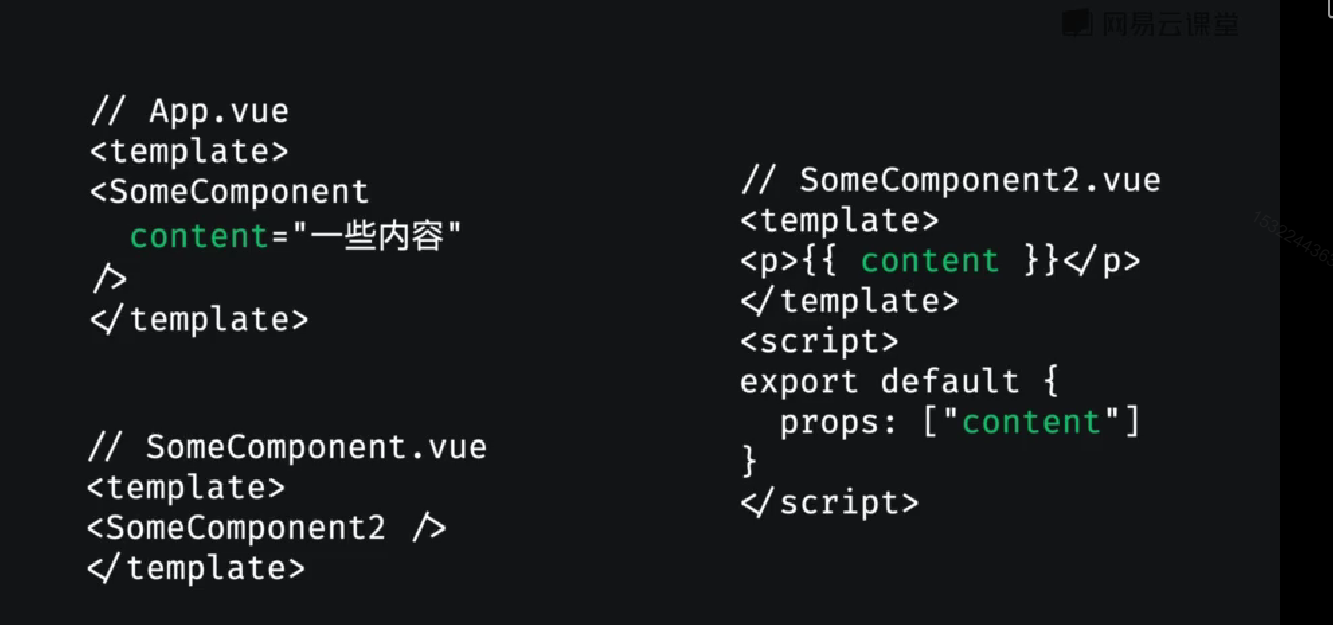 网易云课堂
// App.vue
<template>
<SomeComponent
content="一些内容"
/>
</template>
// SomeComponent.vue
<template>
<SomeComponent2 />
</template>
// SomeComponent2.vue
<template>
<p>{{ content }}</p>
</template>
<script>
export default {
props: ["content"]
}
</script>